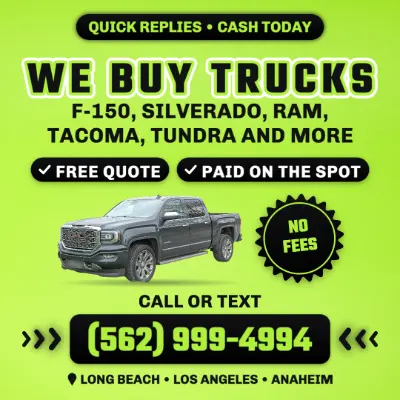 QUICK REPLIES • CASH TODAY
WE BUY TRUCKS
F-150, SILVERADO, RAM,
TACOMA, TUNDRA AND MORE
✓ FREE QUOTE
✓ PAID ON THE SPOT
NO
FEES
CALL OR TEXT
(562) 999-4994
LONG BEACH • LOS ANGELES • ANAHEIM